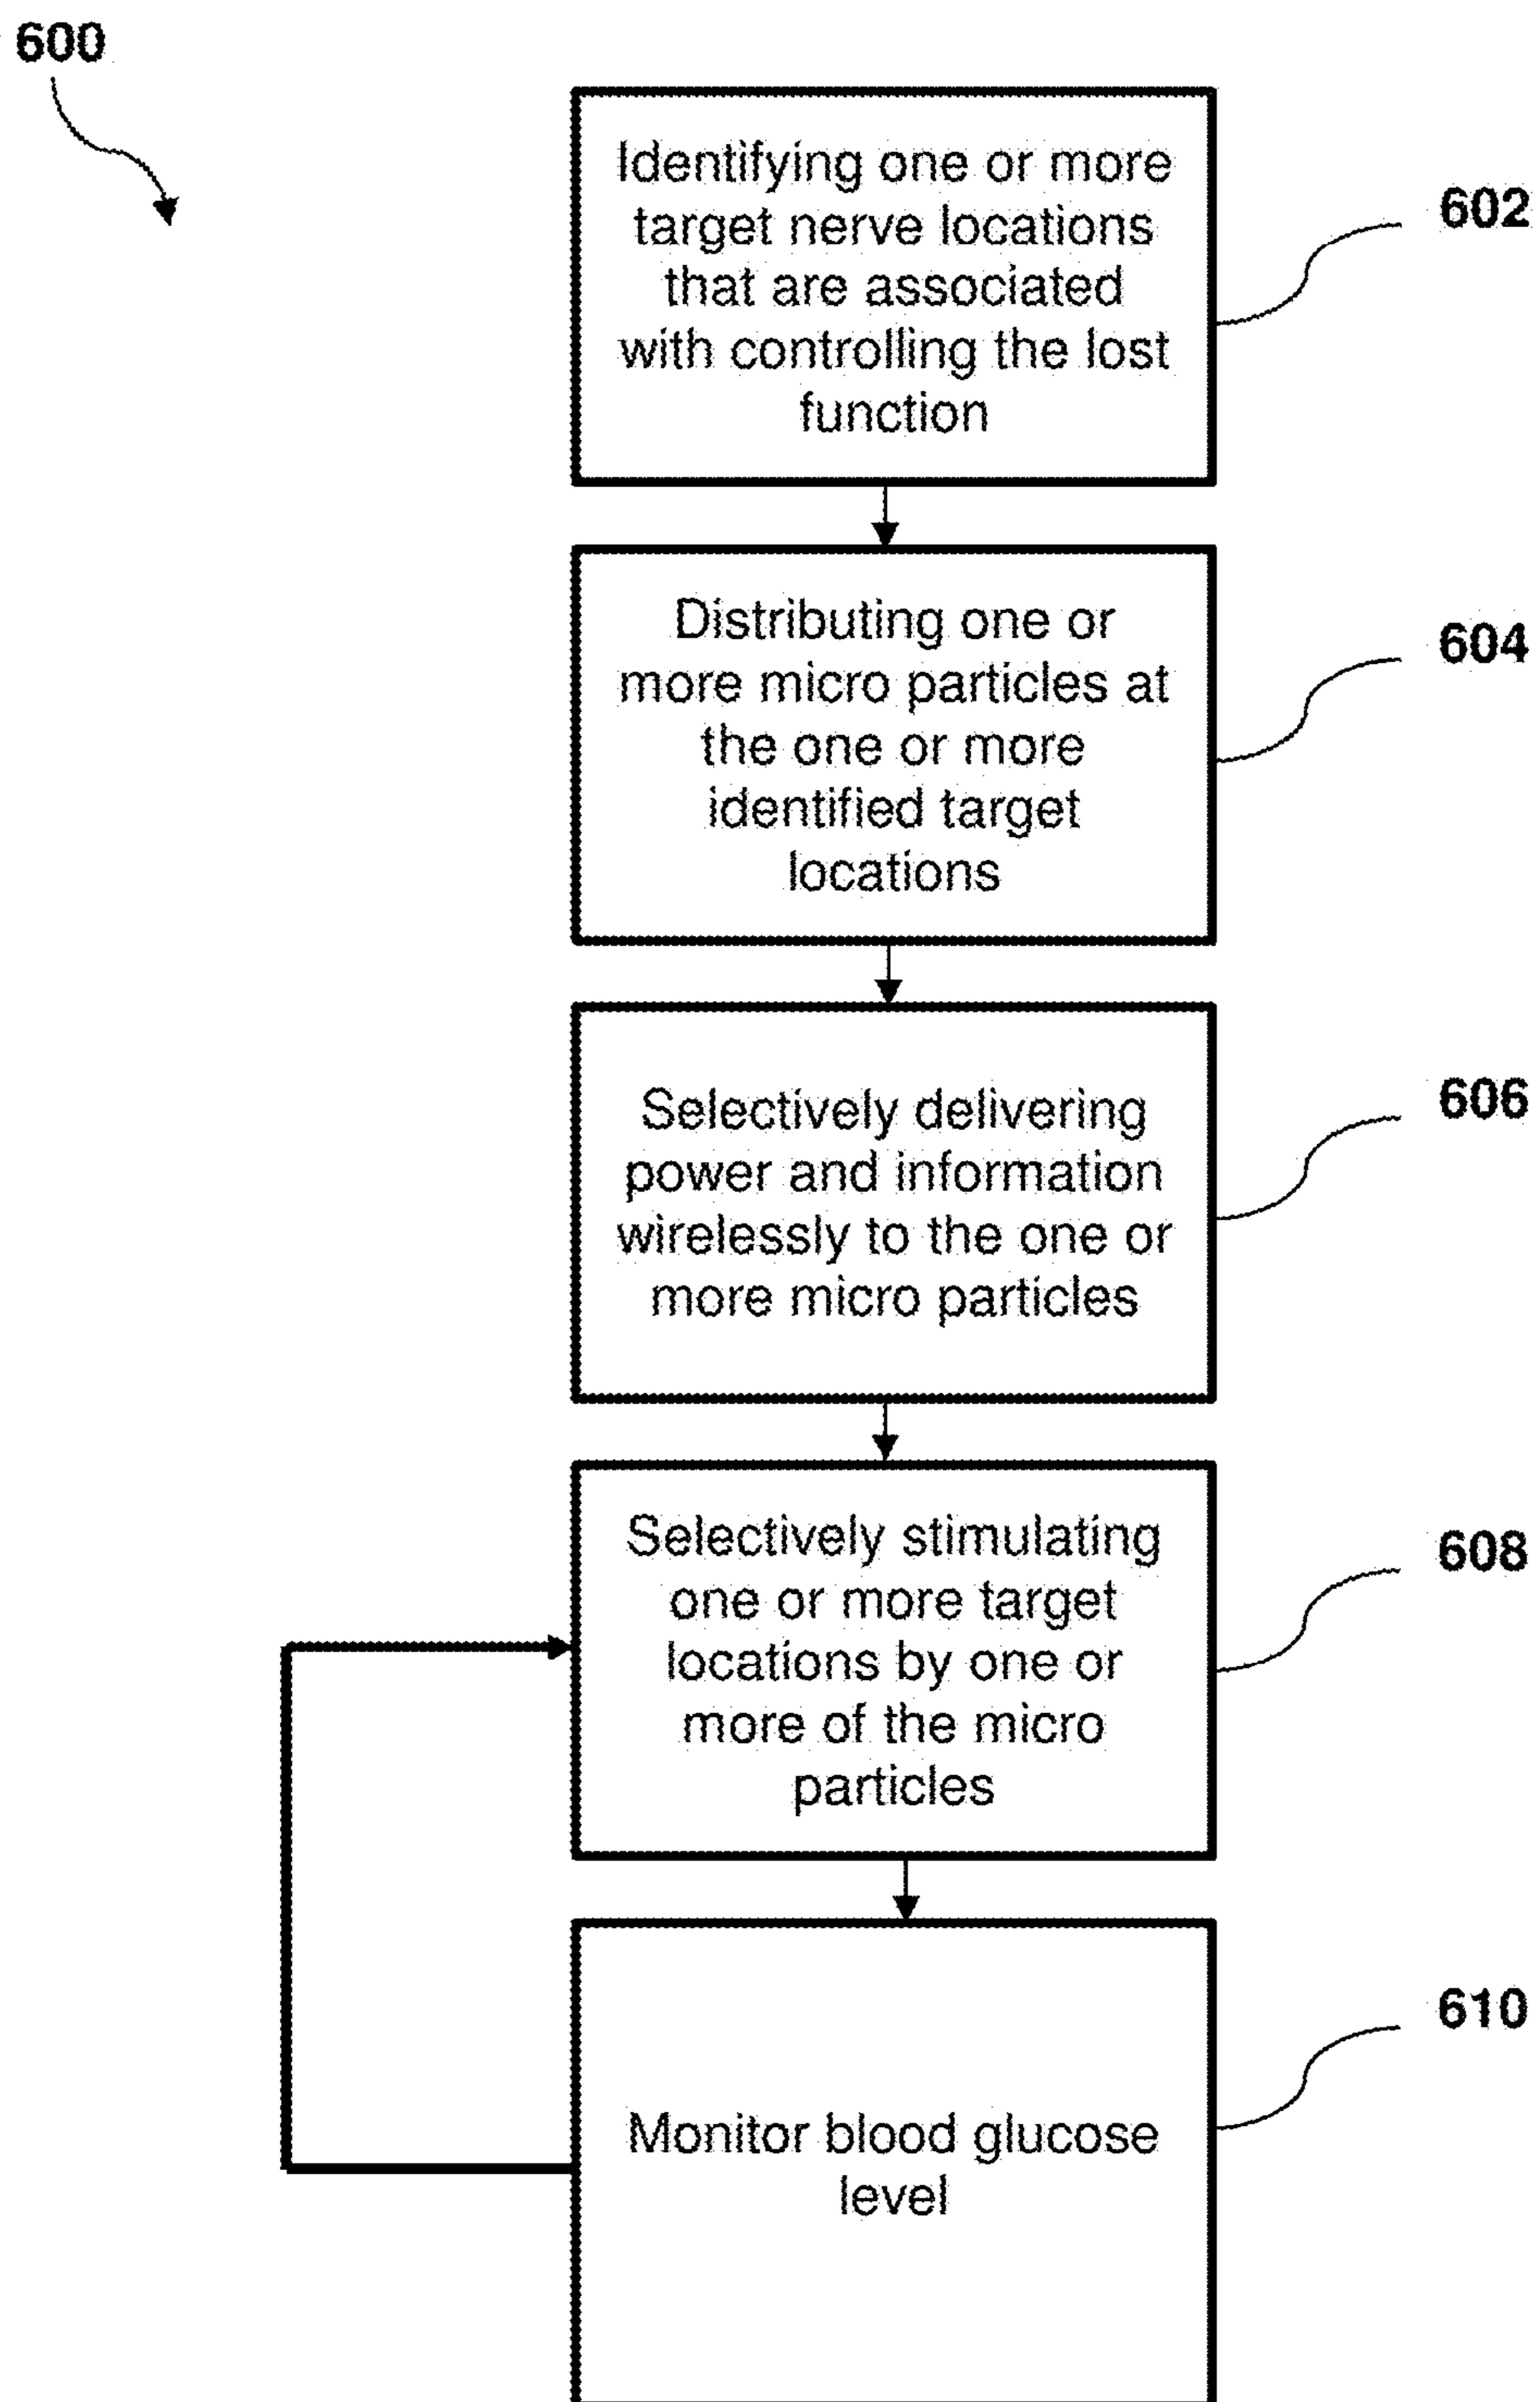 600
Identifying one or more
target nerve locations
that are associated
with controlling the lost
function
602
Distributing one or
more micro particles at
the one or more
identified target
locations
604
Selectively delivering
power and information
wirelessly to the one or
more micro particles
606
Selectively stimulating
one or more target
locations by one or
more of the micro
particles
608
Monitor blood glucose
level
610